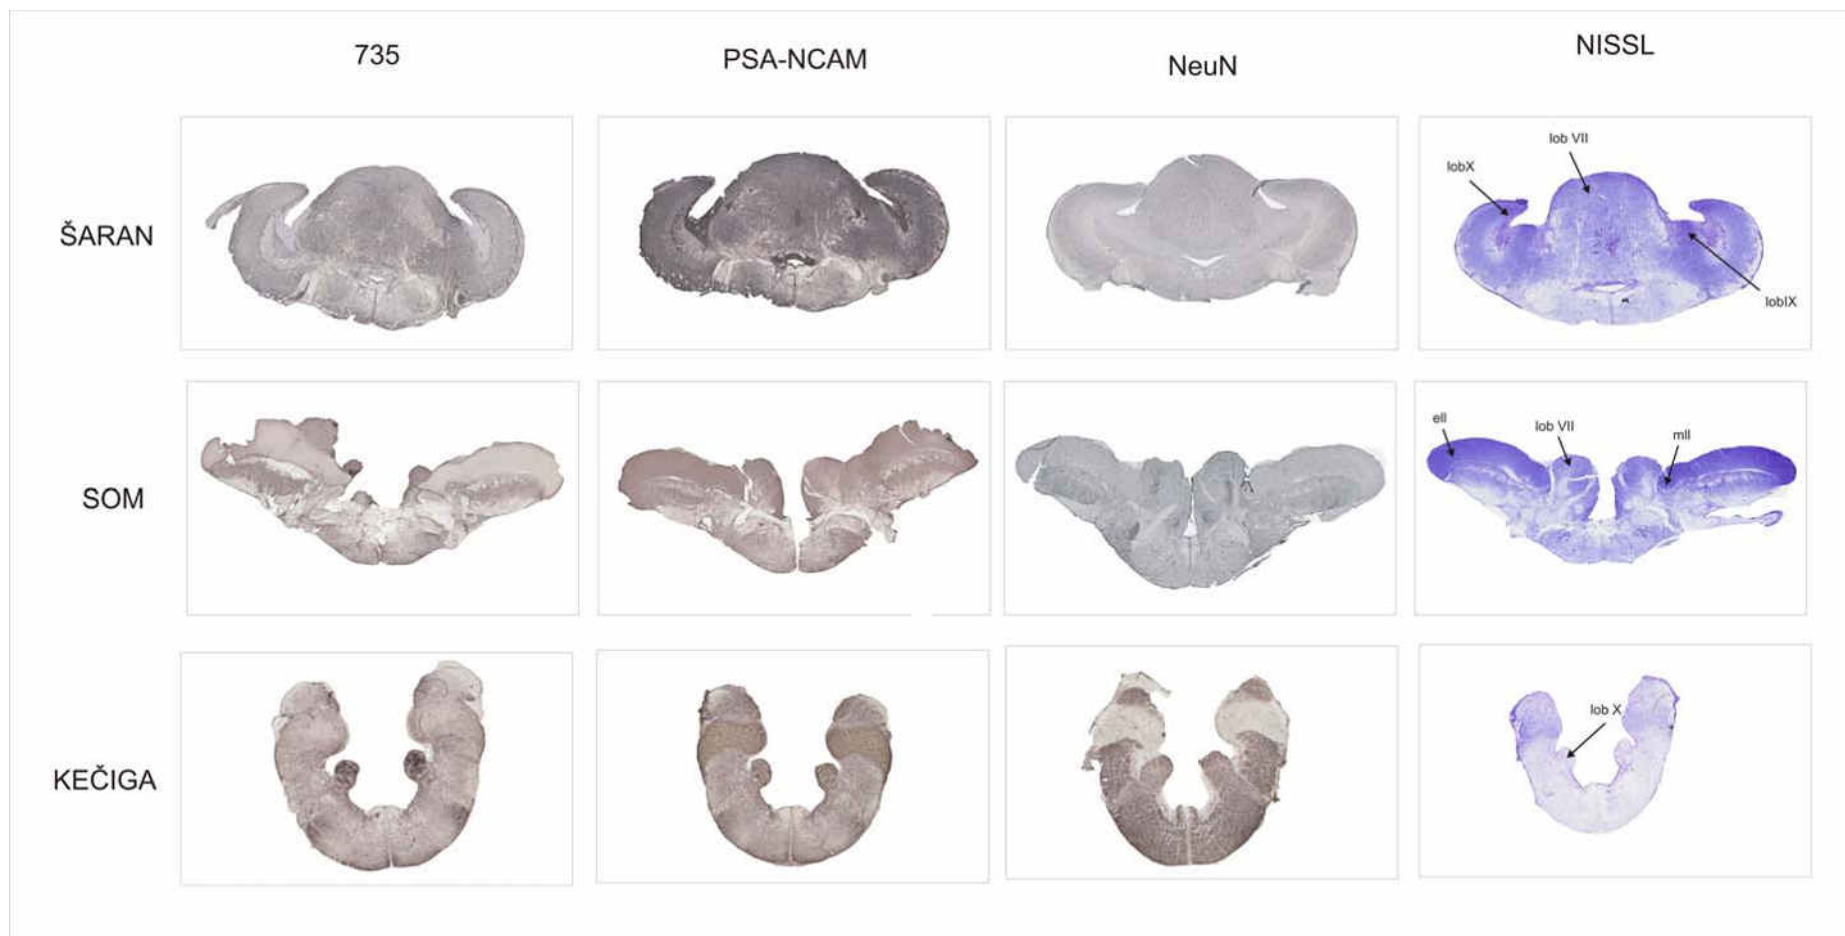 735
PSA-NCAM
NeuN
NISSL
ŠARAN
lobX
lob VII
lobIX
SOM
ell
lob VII
mll
KEČIGA
lob X